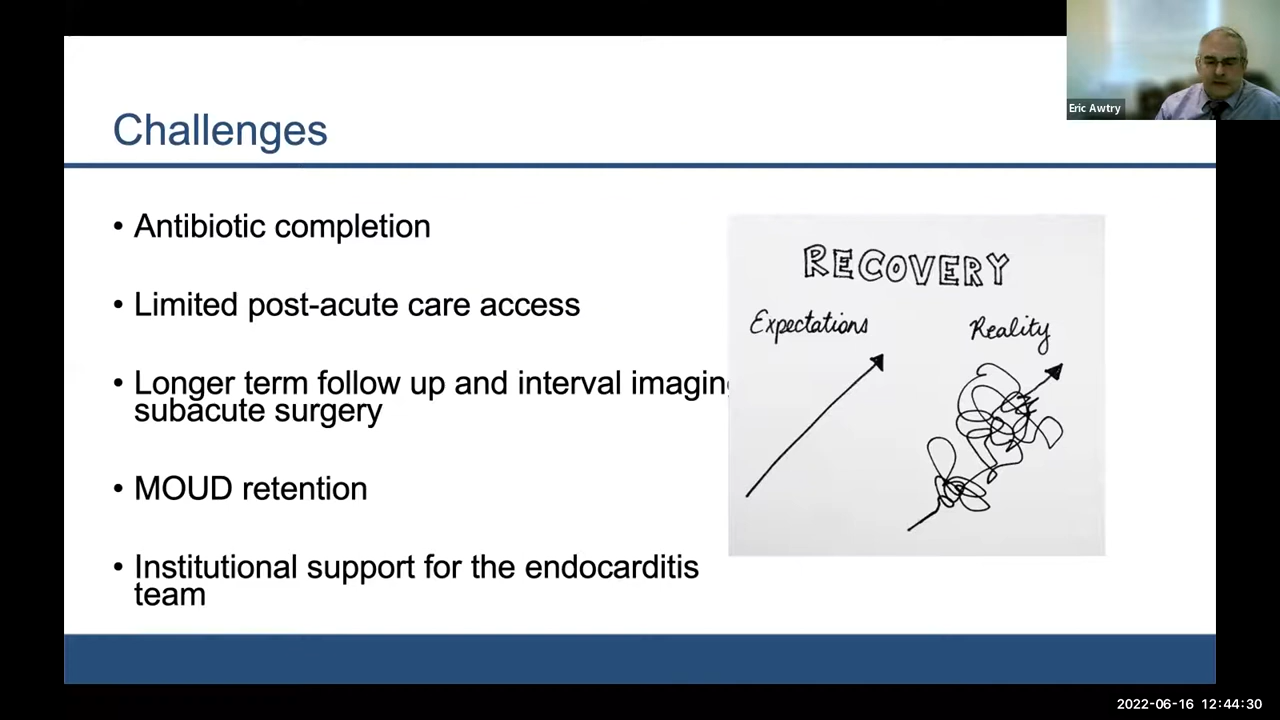 Eric Awtry
Challenges
• Antibiotic completion
• Limited post-acute care access
• Longer term follow up and interval imaging
subacute surgery
• MOUD retention
• Institutional support for the endocarditis
team
RECOVERY
Expectations
Reality
2022-06-16 12:44:30